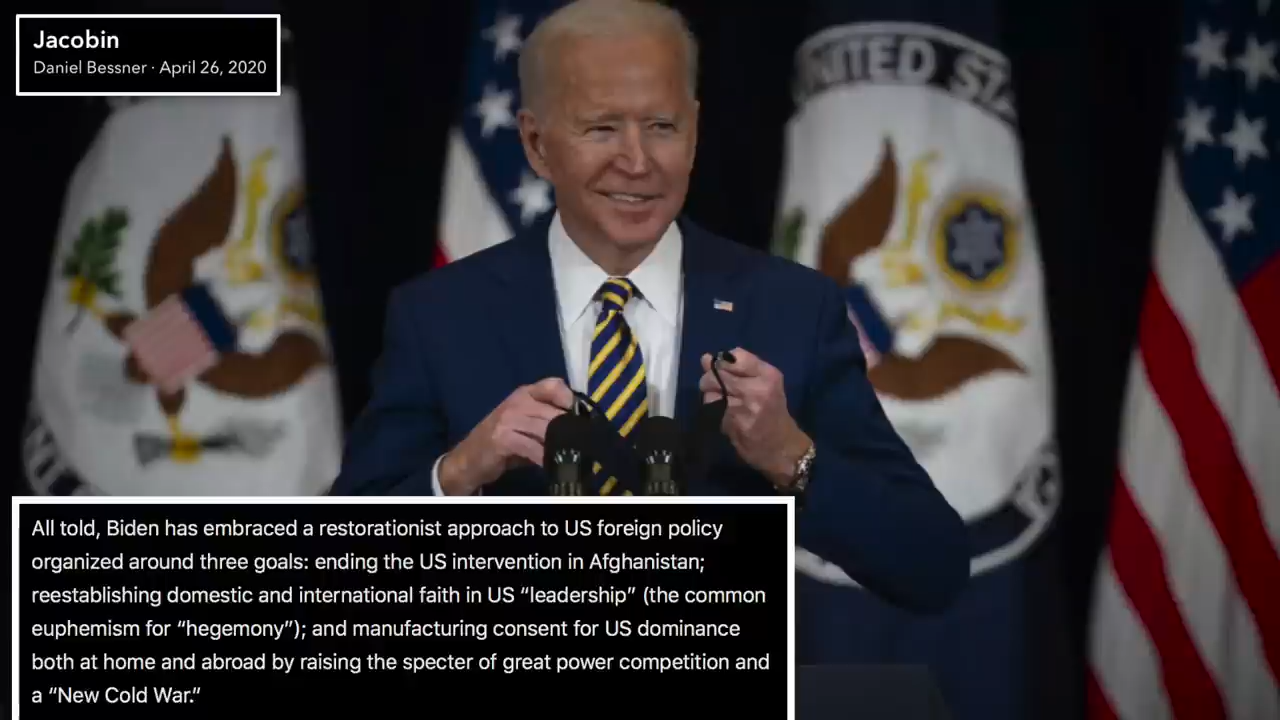 Jacobin
Daniel Bessner · April 26, 2020
UNITED STA
All told, Biden has embraced a restorationist approach to US foreign policy
organized around three goals: ending the US intervention in Afghanistan;
reestablishing domestic and international faith in US “leadership” (the common
euphemism for “hegemony”); and manufacturing consent for US dominance
both at home and abroad by raising the specter of great power competition and
a “New Cold War.”